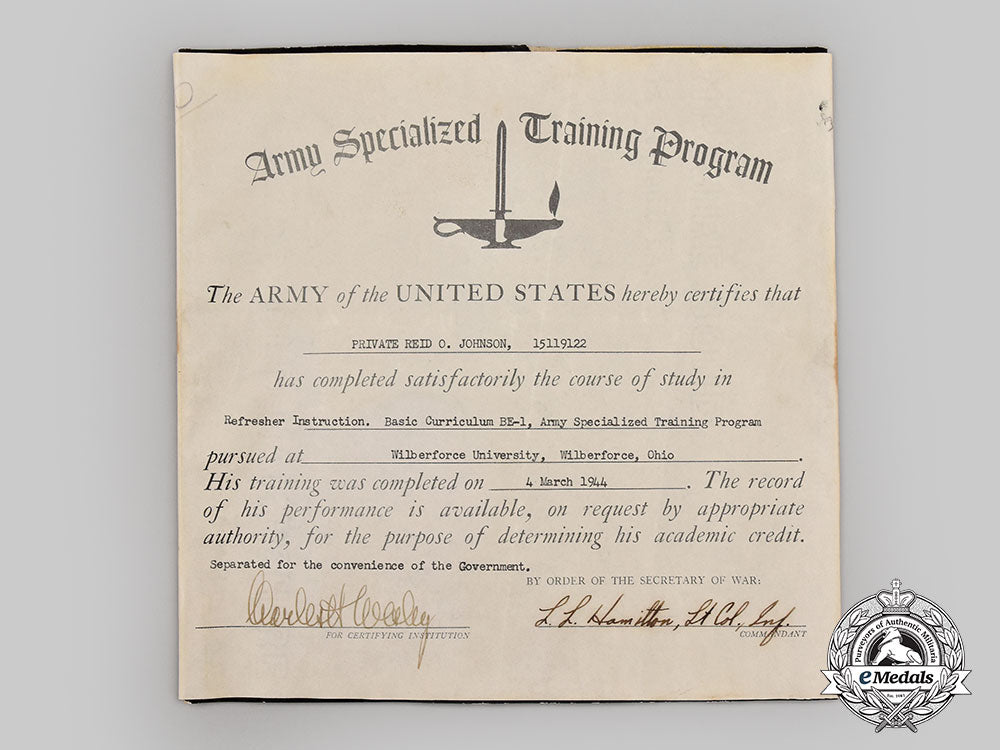 Army Specialized Training Program
The ARMY of the UNITED STATES hereby certifies that
PRIVATE REID O. JOHNSON, 15119122
has completed satisfactorily the course of study in
Refresher Instruction. Basic Curriculum BE-1, Army Specialized Training Program
pursued at Wilberforce University, Wilberforce, Ohio .
His training was completed on 4 March 1944 . The record
of his performance is available, on request by appropriate
authority, for the purpose of determining his academic credit.
Separated for the convenience of the Government.
BY ORDER OF THE SECRETARY OF WAR:
L. L. Hamilton, Lt Col., Inf.
FOR CERTIFYING INSTITUTION
COMMANDANT
Purveyors of Authentic Militaria
eMedals